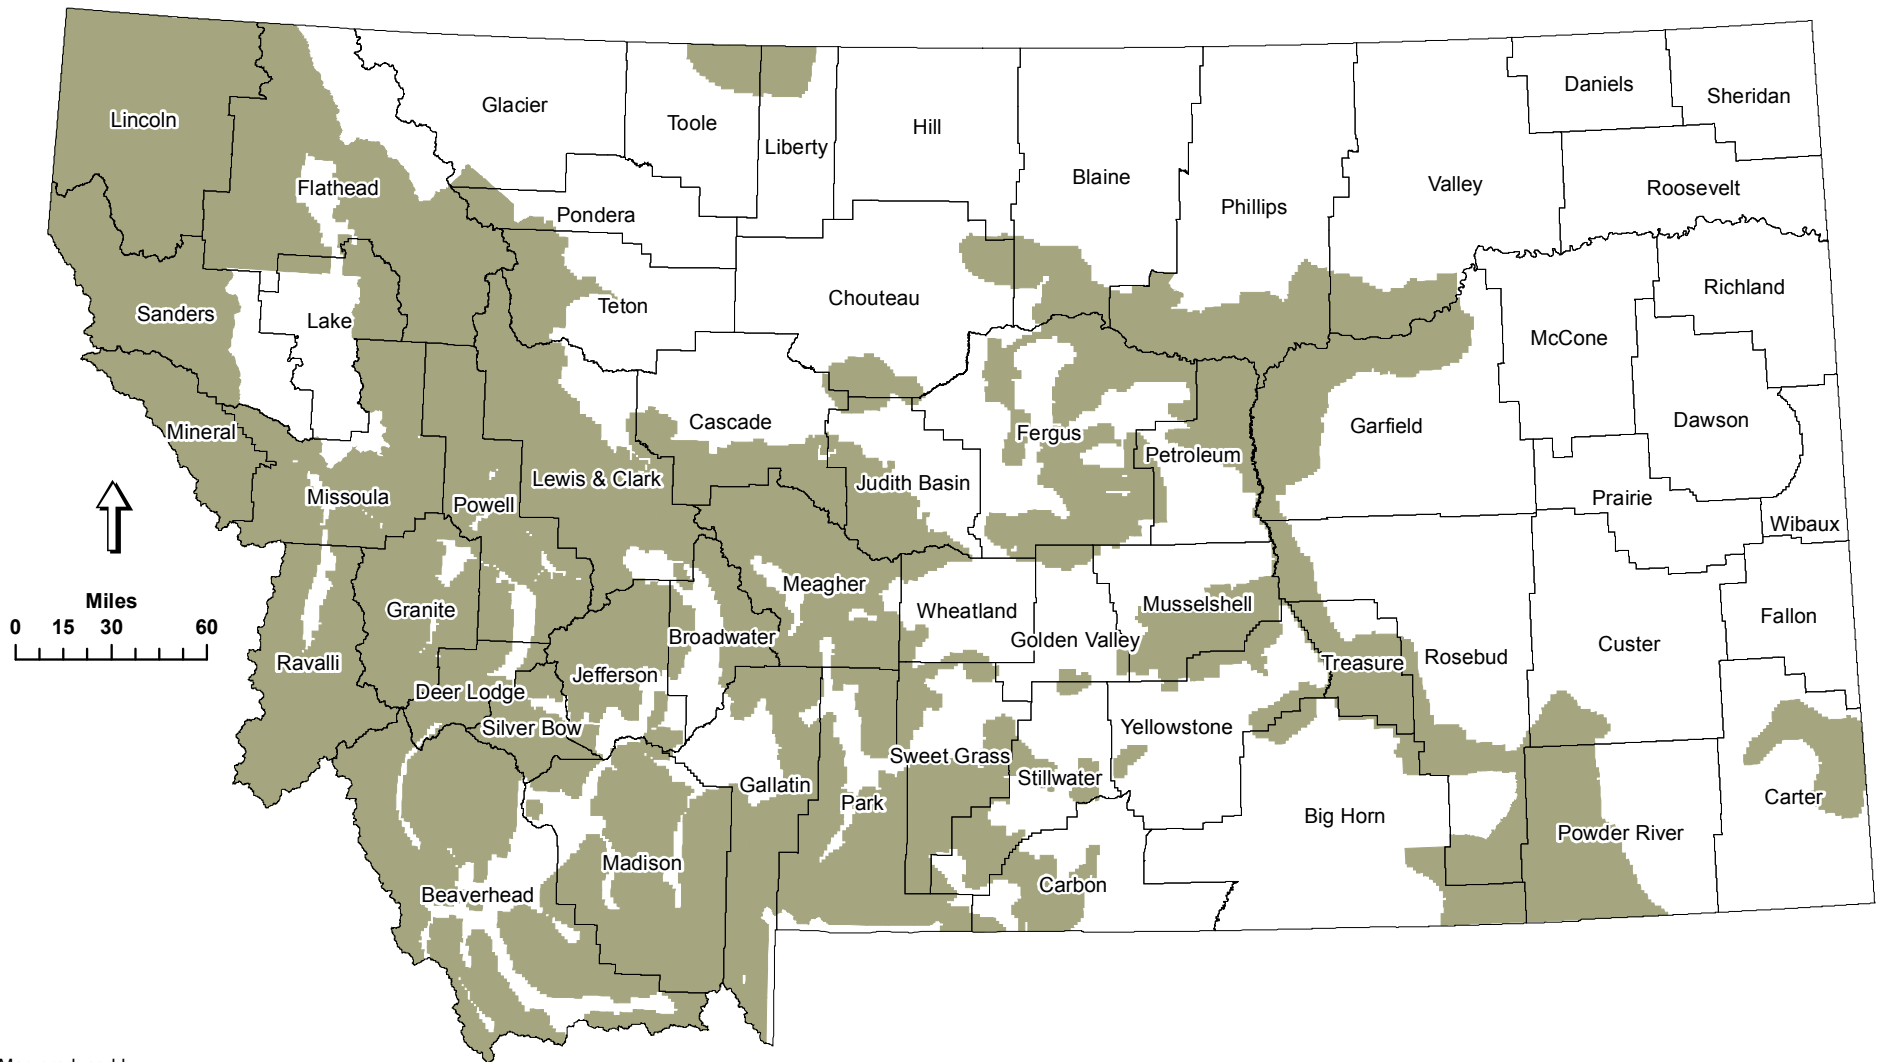 Daniels
Sheridan
Glacier
Toole
Hill
Lincoln
Liberty
Blaine
Flathead
Valley
Roosevelt
Phillips
Pondera
Richland
Chouteau
Teton
Sanders
Lake
McCone
Cascade
Dawson
Garfield
Mineral
Fergus
Petroleum
Lewis & Clark
Judith Basin
Missoula
Powell
Prairie
Wibaux
Meagher
Miles
0 15 30 60
Granite
Wheatland
Musselshell
Fallon
Broadwater
Golden Valley
Custer
Ravalli
Treasure
Rosebud
Jefferson
Deer Lodge
Silver Bow
Yellowstone
Sweet Grass
Stillwater
Gallatin
Park
Carter
Big Horn
Powder River
Madison
Carbon
Beaverhead